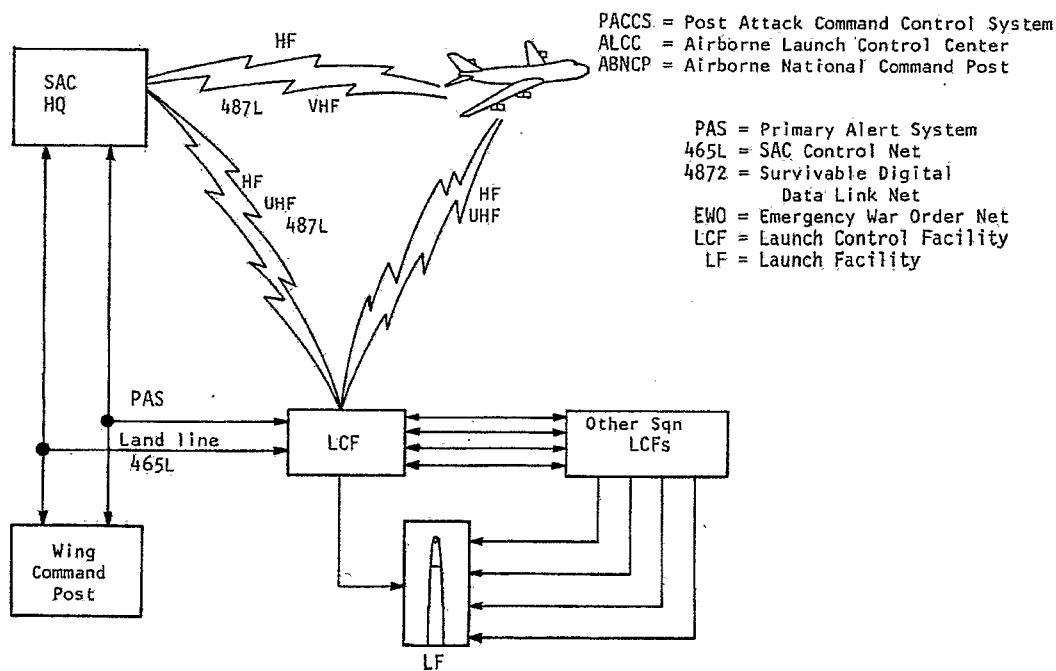 PACCS = Post Attack Command Control System
ALCC = Airborne Launch Control Center
ABNCP = Airborne National Command Post
PAS = Primary Alert System
465L = SAC Control Net
4872 = Survivable Digital
Data Link Net
EWO = Emergency War Order Net
LCF = Launch Control Facility
LF = Launch Facility
SAC
HQ
HF
487L
VHF
HF
UHF
487L
HF
UHF
PAS
Land line
465L
LCF
Other Sqn
LCFs
Wing
Command
Post
LF